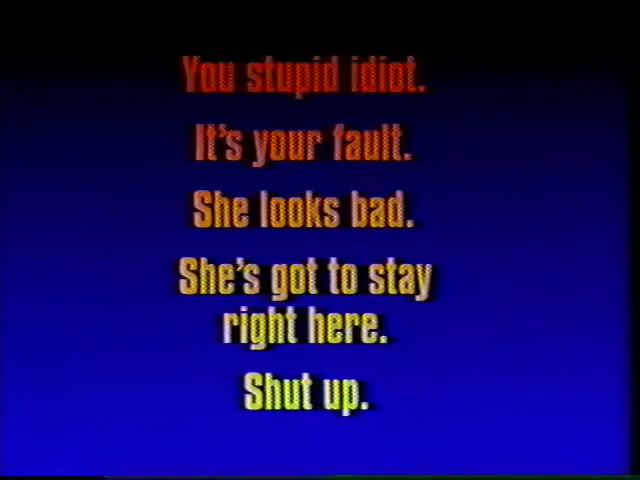 You stupid idiot.
It's your fault.
She looks bad.
She's got to stay
right here.
Shut up.